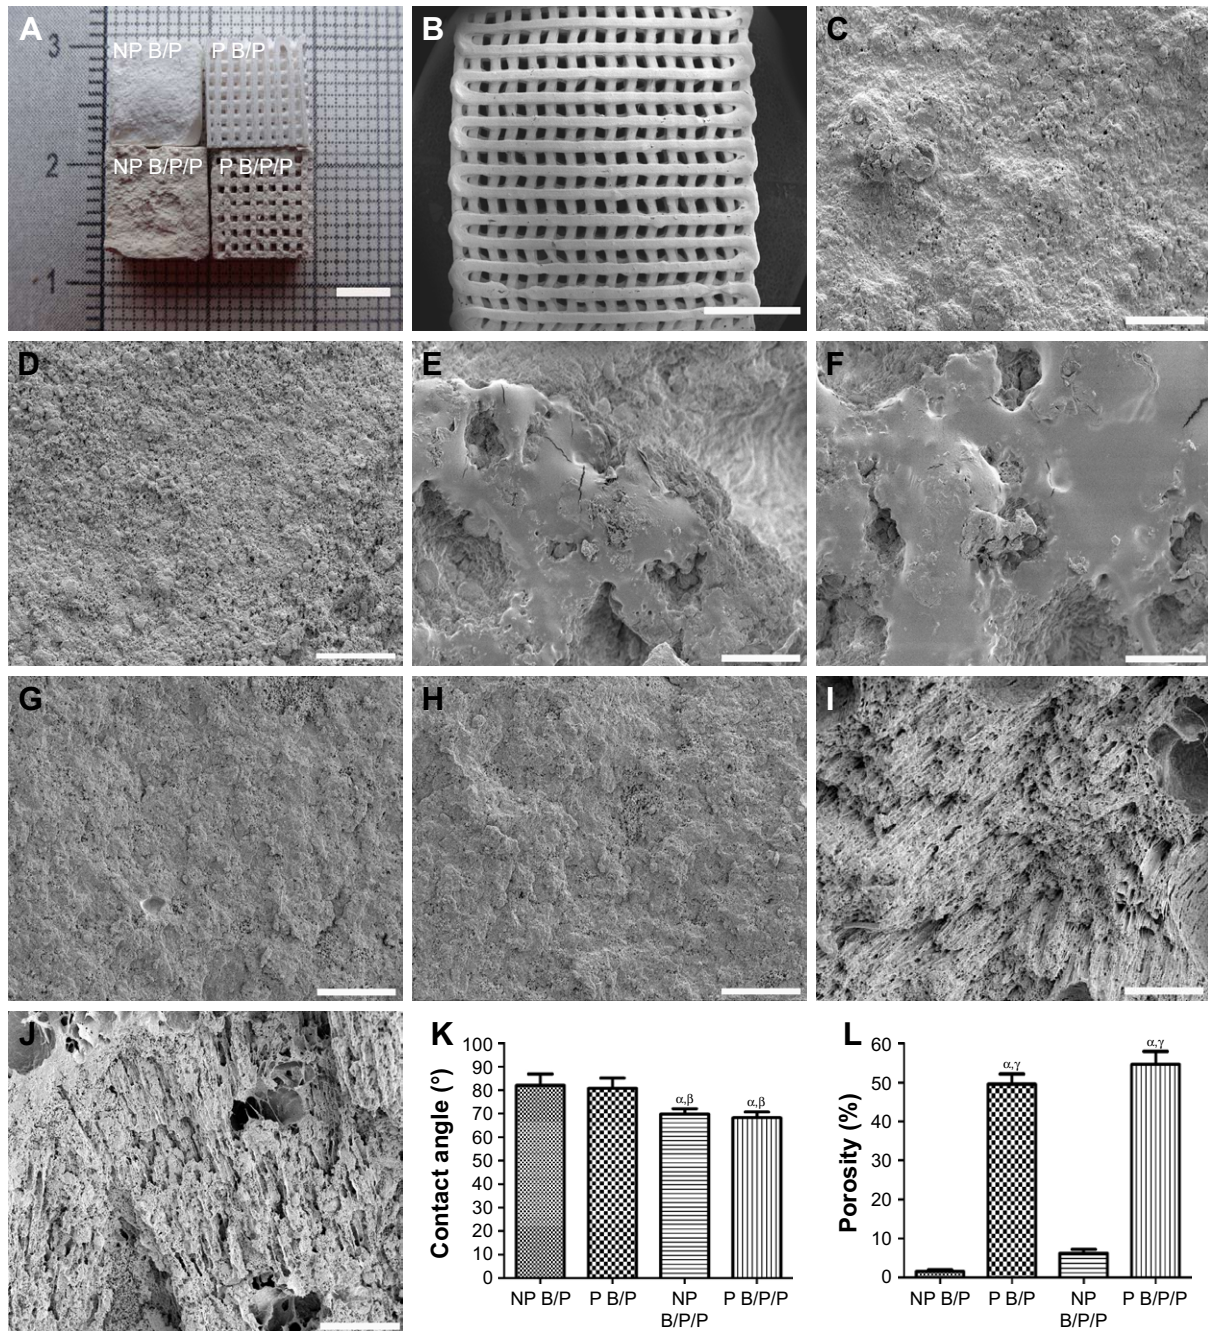 A
3
NP B/P
P B/P
2
NP B/P/P
P B/P/P
1
B
C
D
E
F
G
H
I
J
K
Contact angle (°)
100
90
80
70
60
50
40
30
20
10
0
α,β
α,β
NP B/P
P B/P
NP
B/P/P
P B/P/P
L
Porosity (%)
60
50
40
30
20
10
0
α,γ
α,γ
NP B/P
P B/P
NP
B/P/P
P B/P/P